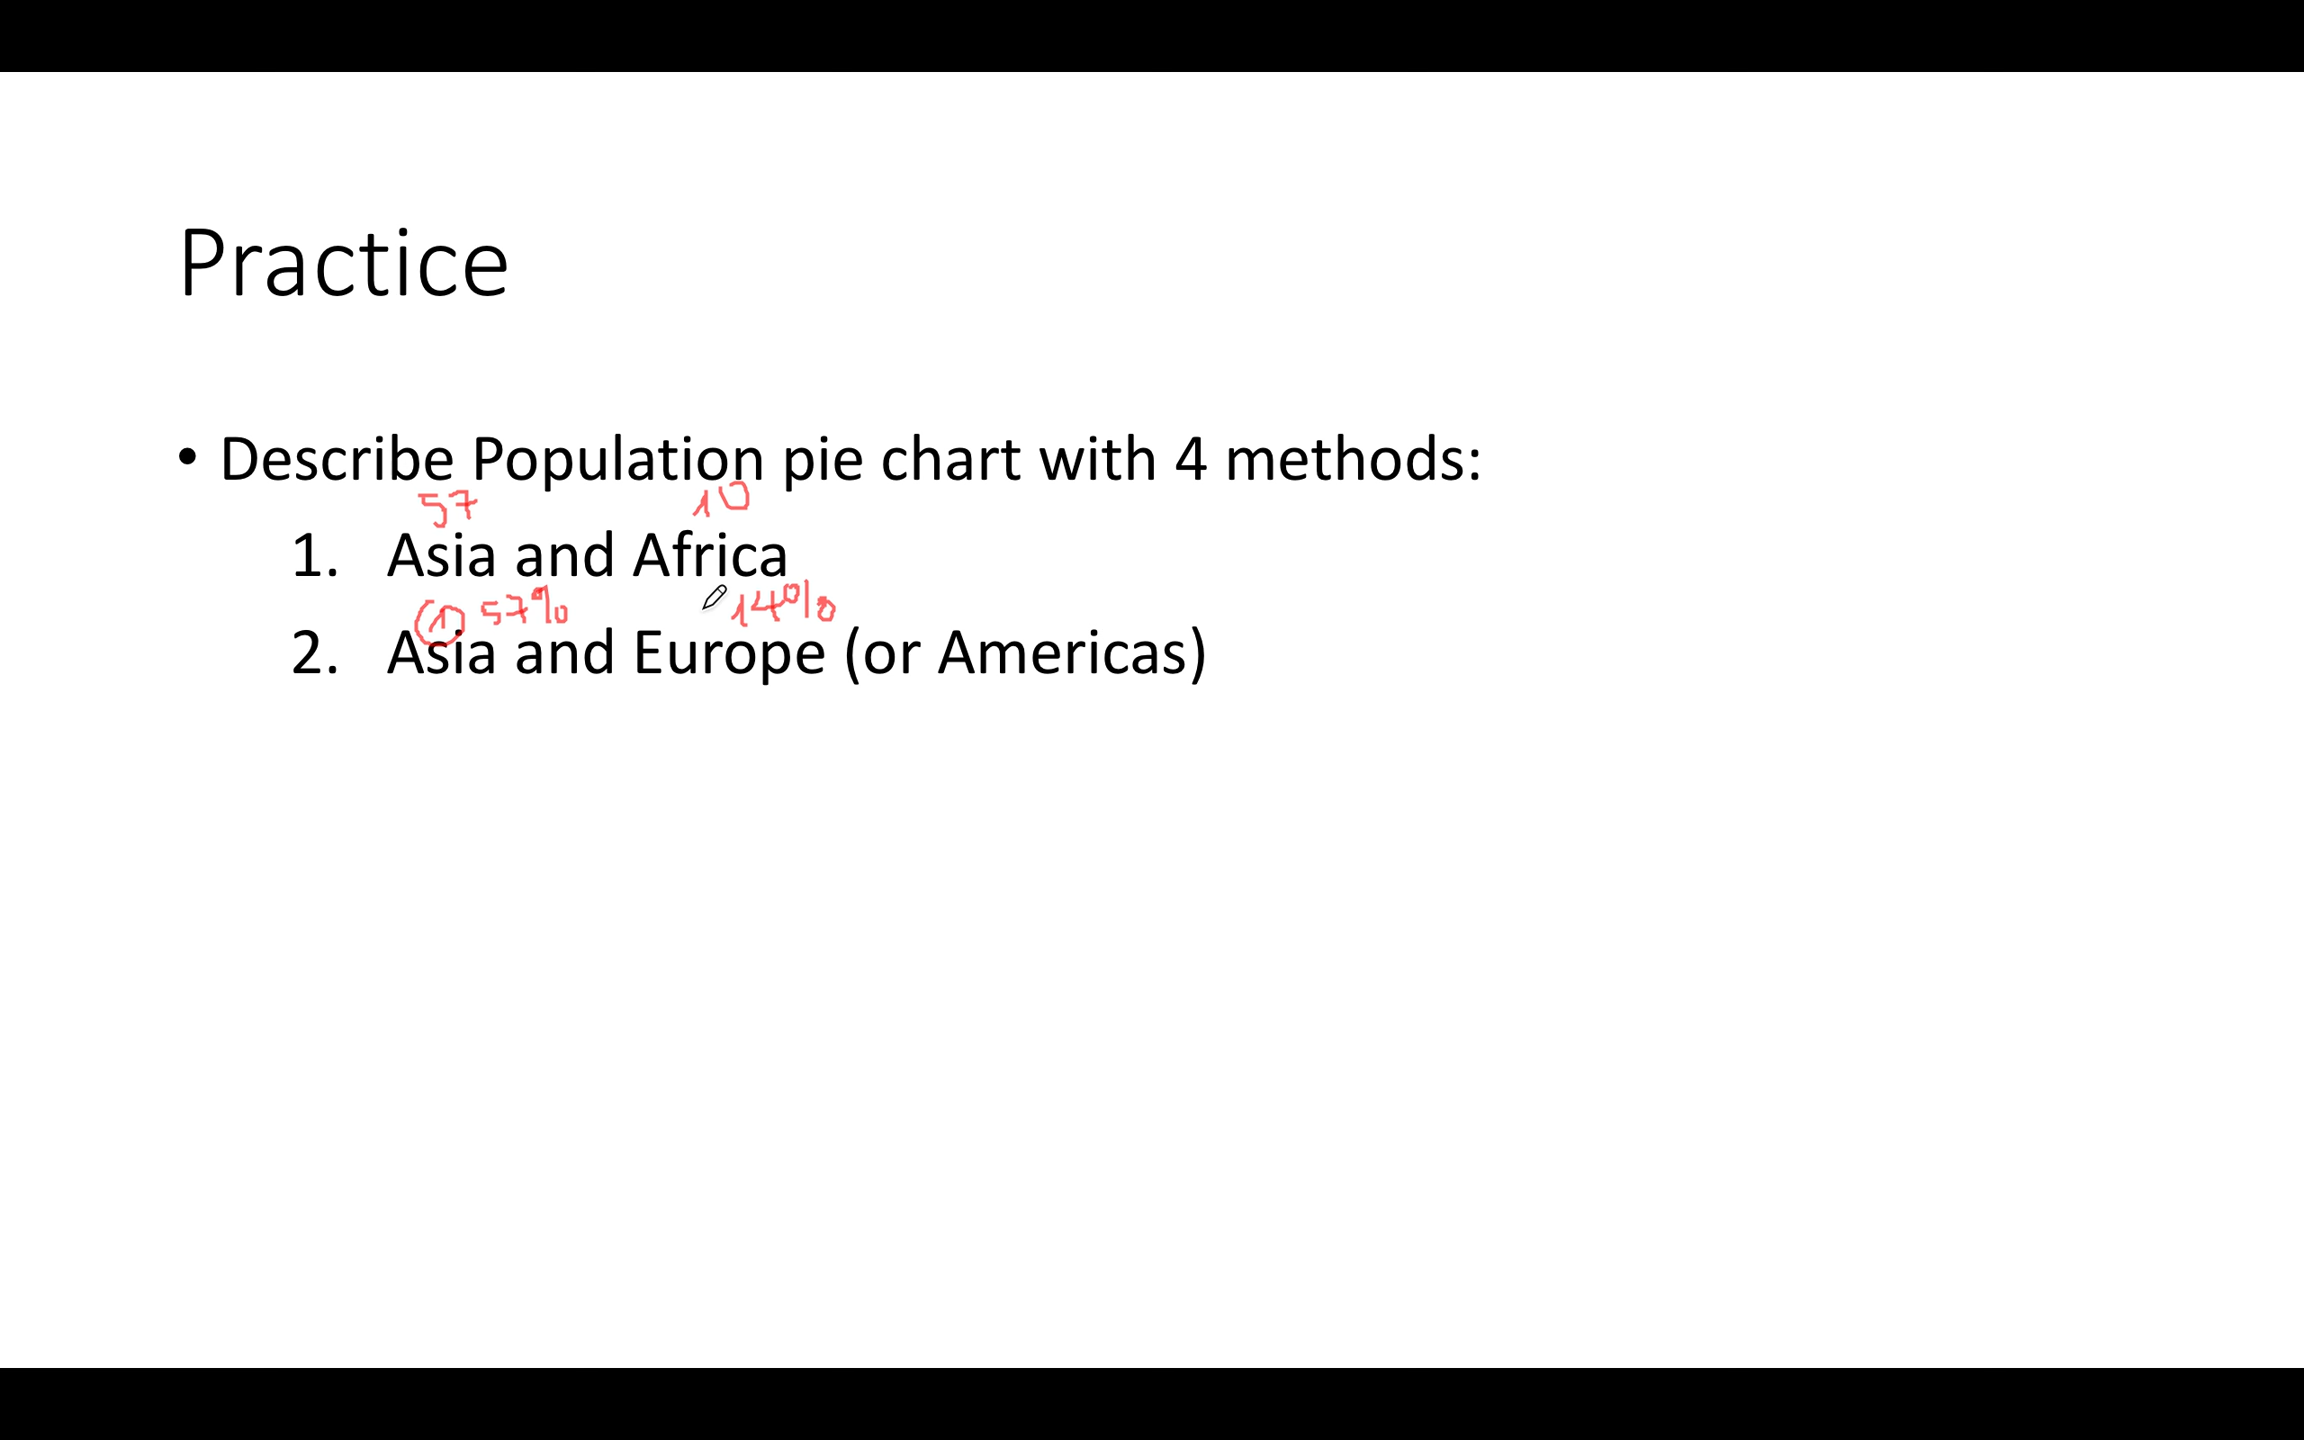 Practice
• Describe Population pie chart with 4 methods:
57 10
1. Asia and Africa
1 57% 14%
2. Asia and Europe (or Americas)